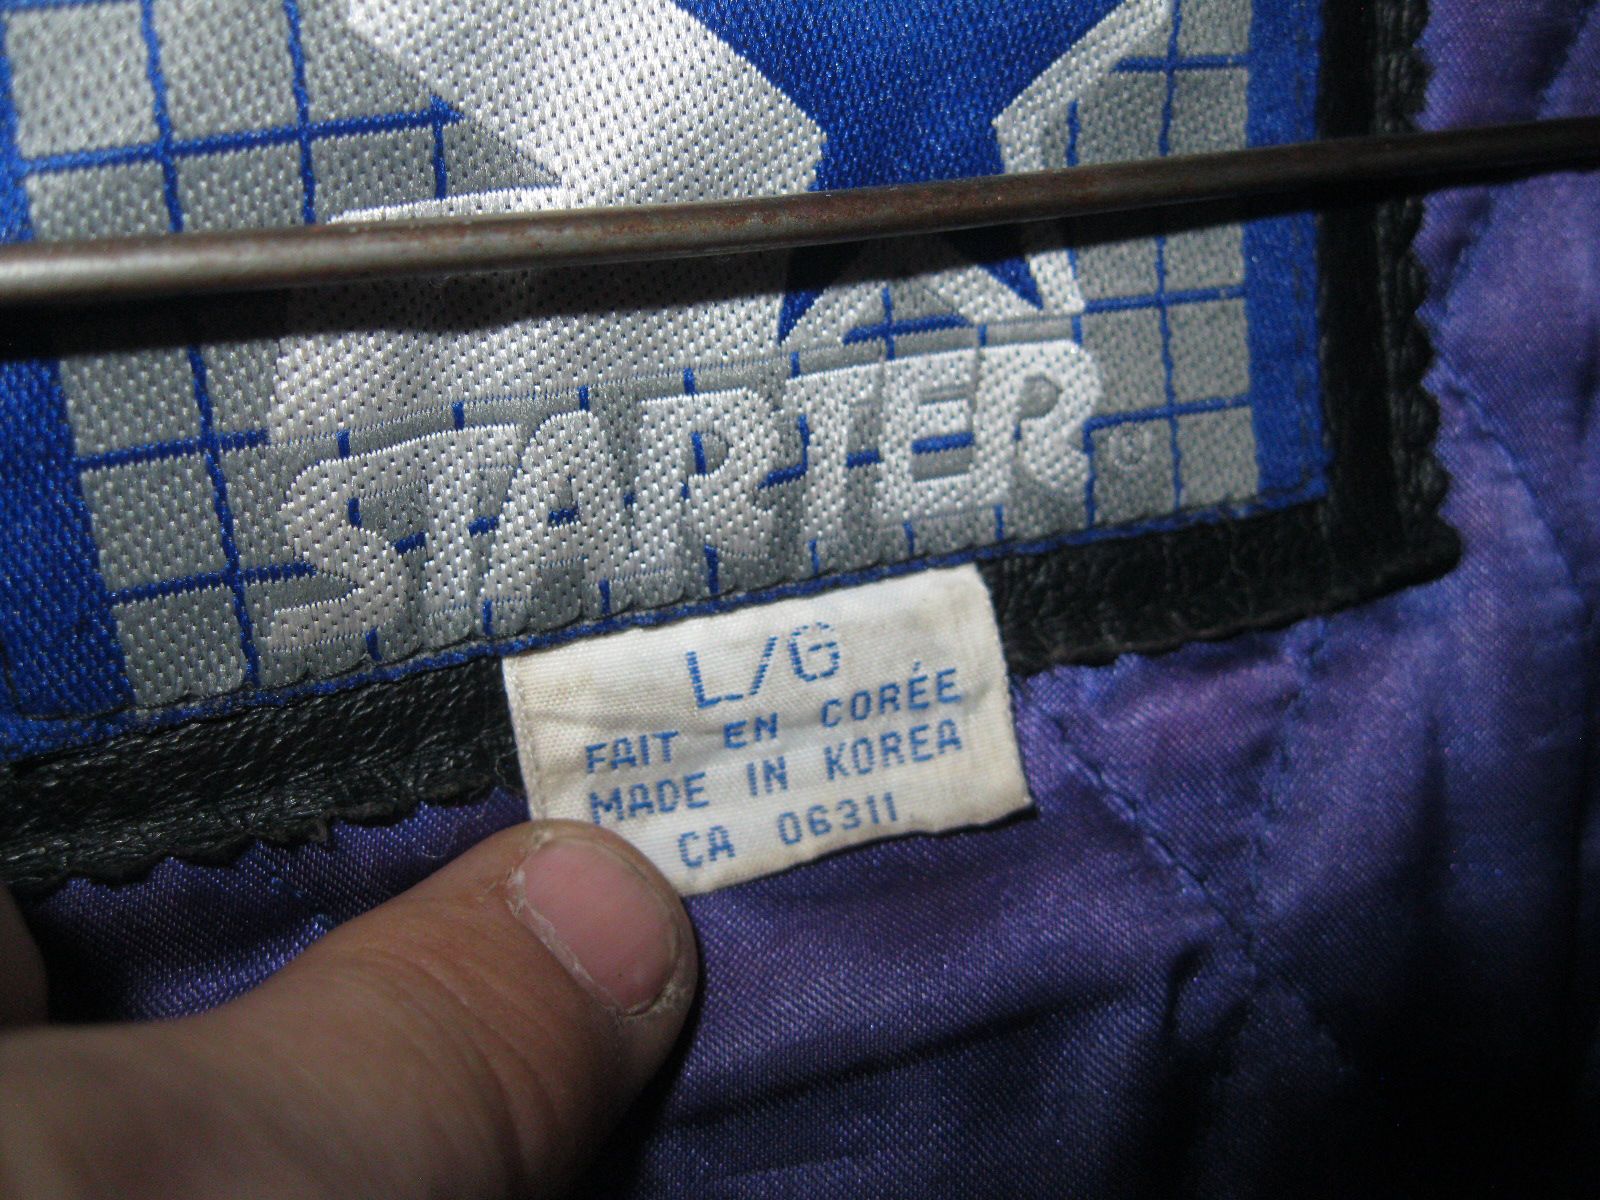 STARTER
L/G
FAIT EN CORÉE
MADE IN KOREA
CA 06311